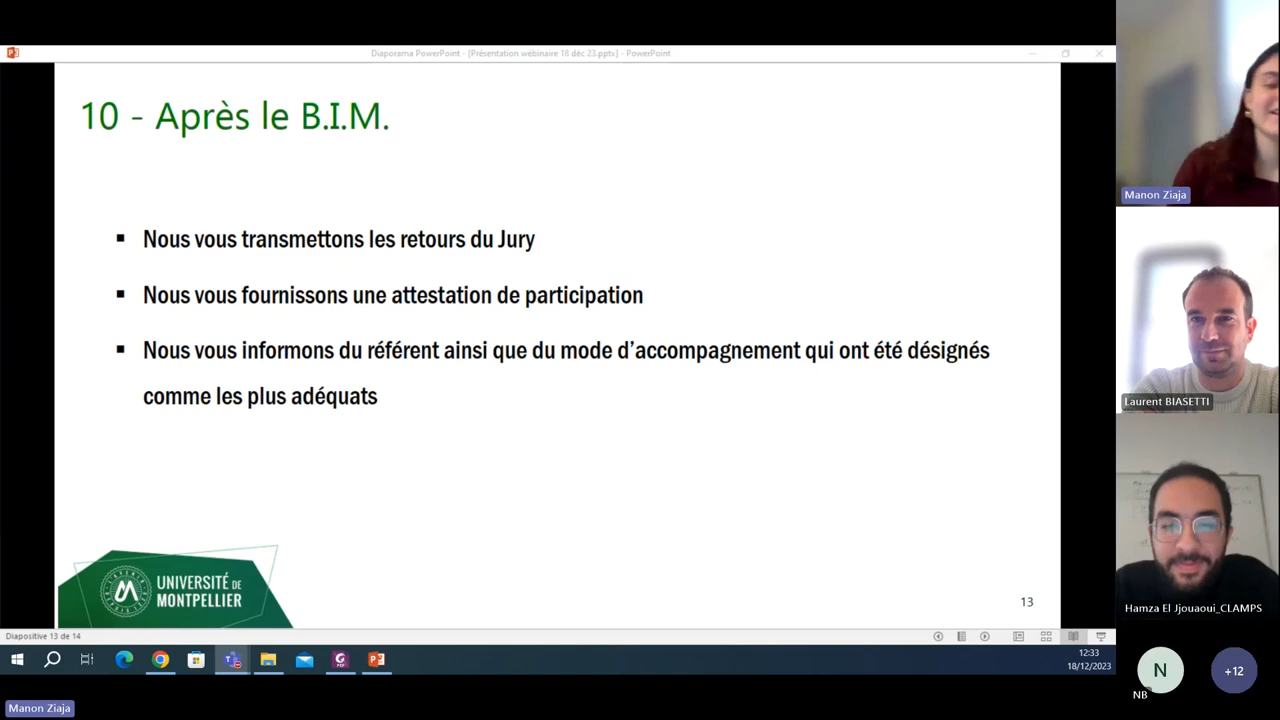 Diaporama PowerPoint - [Présentation wébinaire 18 déc 23.pptx] - PowerPoint
10 - Après le B.I.M.
▪ Nous vous transmettons les retours du Jury
▪ Nous vous fournissons une attestation de participation
▪ Nous vous informons du référent ainsi que du mode d'accompagnement qui ont été désignés
comme les plus adéquats
UNIVERSITÉ DE
MONTPELLIER
13
Diapositive 13 de 14
12:33
18/12/2023
Manon Ziaja
Manon Ziaja
Laurent BIASETTI
Hamza El Jjouaoui_CLAMPS
N
NB
+12